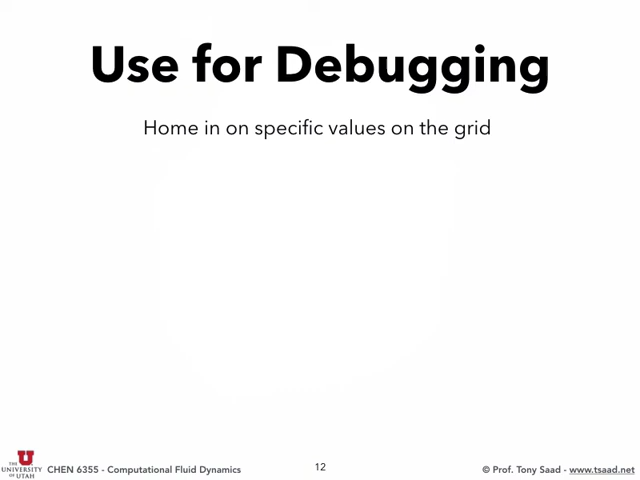 Use for Debugging
Home in on specific values on the grid
THE
UNIVERSITY
OF UTAH
CHEN 6355 - Computational Fluid Dynamics
12
© Prof. Tony Saad - www.tsaad.net